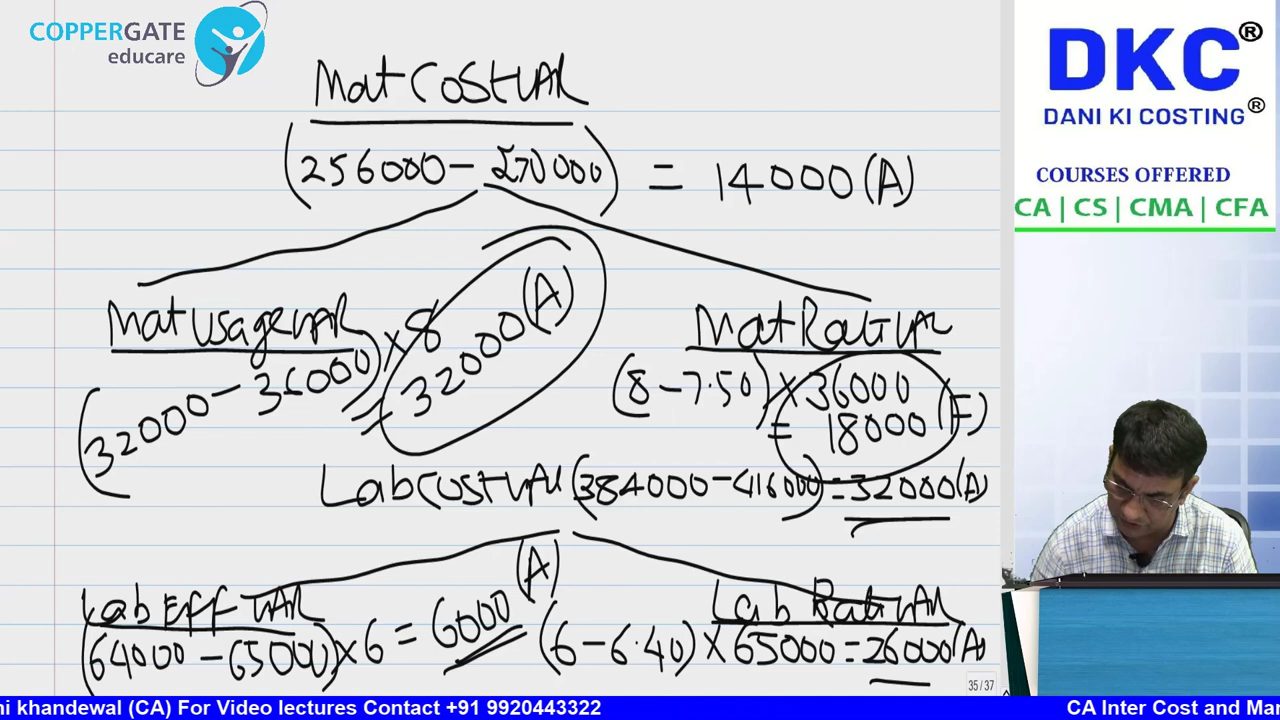 COPPERGATE
educare
Mat Cost VAR
(256000 - 270000) = 14000 (A)
Mat Usage VAR
(32000 - 36000) × 8
= 32000 (A)
Mat Rate VAR
(8 - 7.50) × 36000
= 18000 (F)
Lab Cost VAR (384000 - 416000) = 32000 (A)
Lab Eff VAR
(64000 - 65000) × 6 = 6000 (A)
Lab Rate VAR
(6 - 6.40) × 65000 = 26000 (A)
35 / 37
DKC®
DANI KI COSTING®
COURSES OFFERED
CA | CS | CMA | CFA
ni khandewal (CA) For Video lectures Contact +91 9920443322
CA Inter Cost and Mar